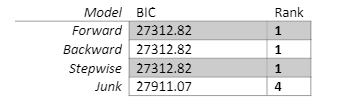 Model BIC Rank
Forward 27312.82 1
Backward 27312.82 1
Stepwise 27312.82 1
Junk 27911.07 4